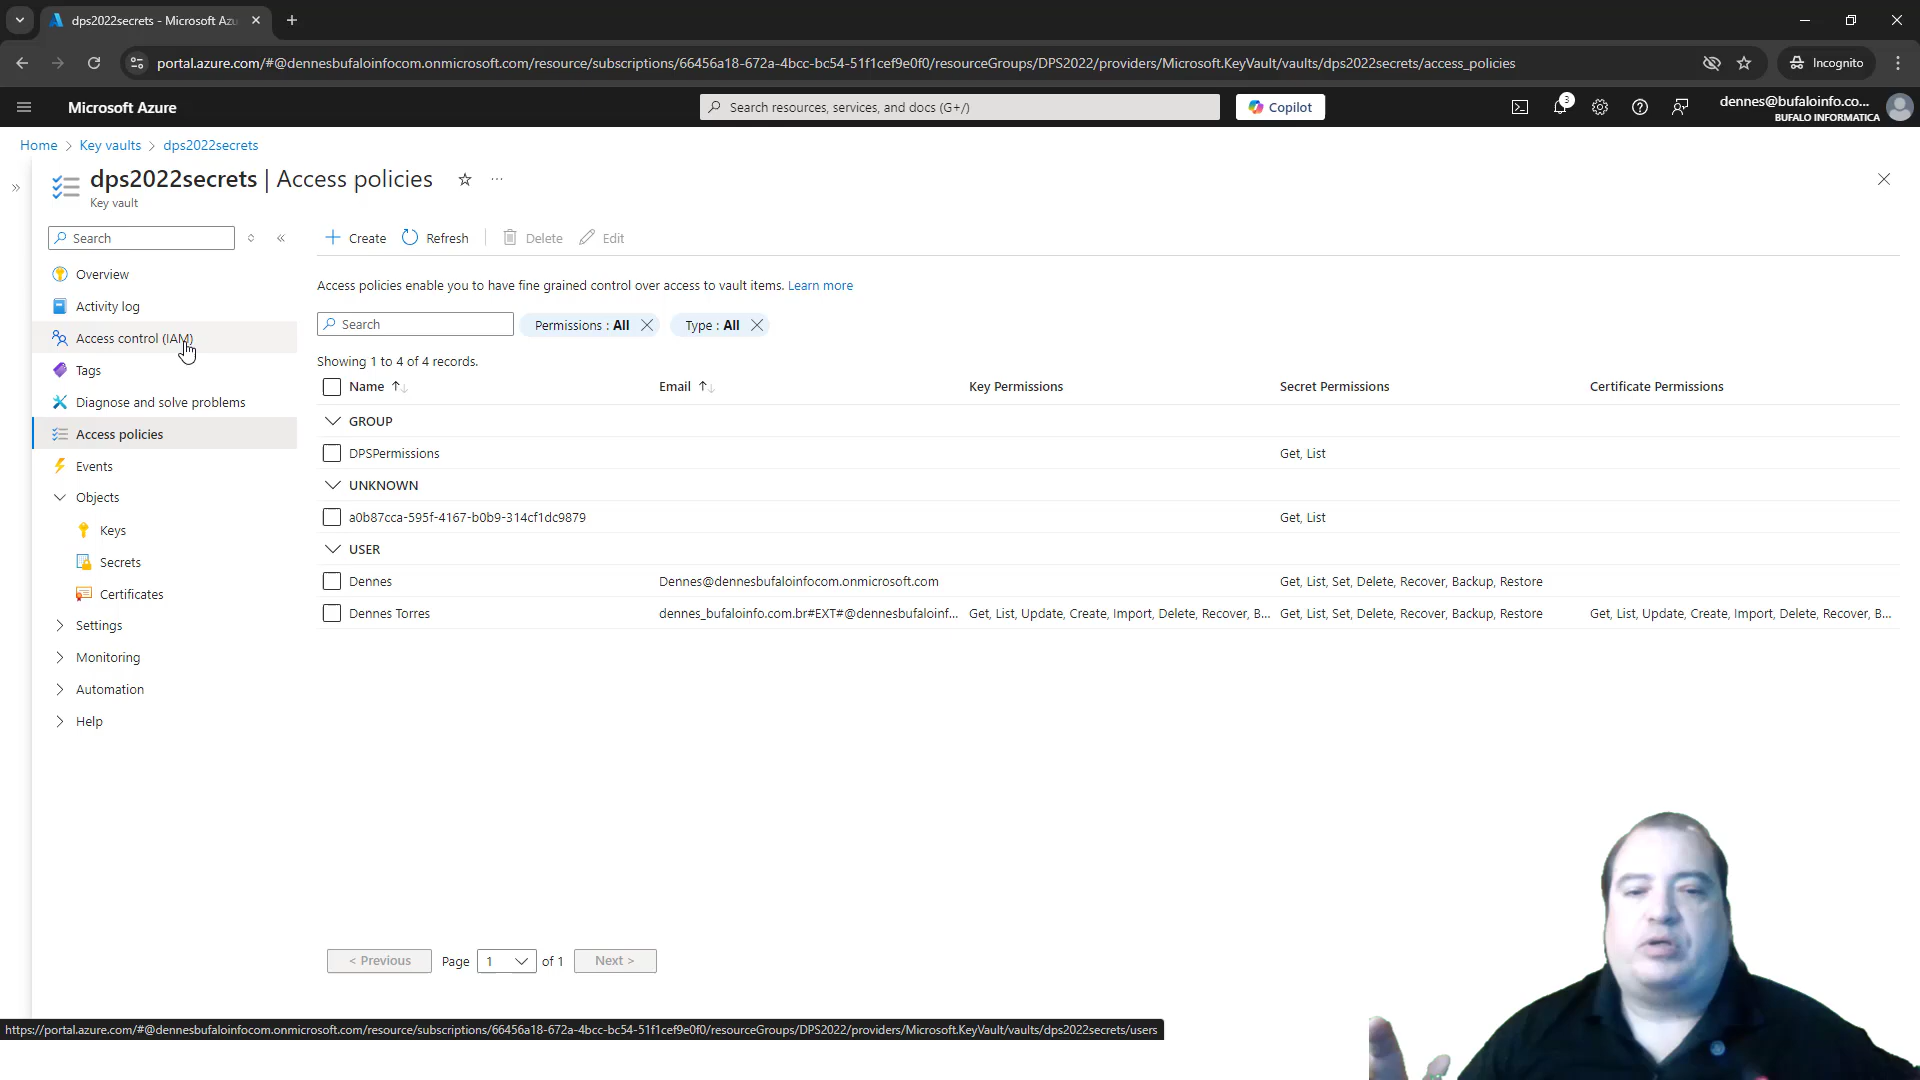 dps2022secrets - Microsoft Azu
portal.azure.com/#@dennesbufaloinfocom.onmicrosoft.com/resource/subscriptions/66456a18-672a-4bcc-bc54-51f1cef9e0f0/resourceGroups/DPS2022/providers/Microsoft.KeyVault/vaults/dps2022secrets/access_policies
Incognito
Microsoft Azure
Search resources, services, and docs (G+/)
Copilot
3
dennes@bufaloinfo.co...
BUFALO INFORMATICA
Home > Key vaults > dps2022secrets
dps2022secrets | Access policies
Key vault
Search
Overview
Activity log
Access control (IAM)
Tags
Diagnose and solve problems
Access policies
Events
Objects
Keys
Secrets
Certificates
Settings
Monitoring
Automation
Help
Create Refresh Delete Edit
Access policies enable you to have fine grained control over access to vault items. Learn more
Search Permissions : All Type : All
Showing 1 to 4 of 4 records.
Name Email Key Permissions Secret Permissions Certificate Permissions
GROUP
DPSPermissions Get, List
UNKNOWN
a0b87cca-595f-4167-b0b9-314cf1dc9879 Get, List
USER
Dennes Dennes@dennesbufaloinfocom.onmicrosoft.com Get, List, Set, Delete, Recover, Backup, Restore
Dennes Torres dennes_bufaloinfo.com.br#EXT#@dennesbufaloinf... Get, List, Update, Create, Import, Delete, Recover, B... Get, List, Set, Delete, Recover, Backup, Restore Get, List, Update, Create, Import, Delete, Recover, B...
< Previous Page 1 of 1 Next >
https://portal.azure.com/#@dennesbufaloinfocom.onmicrosoft.com/resource/subscriptions/66456a18-672a-4bcc-bc54-51f1cef9e0f0/resourceGroups/DPS2022/providers/Microsoft.KeyVault/vaults/dps2022secrets/users